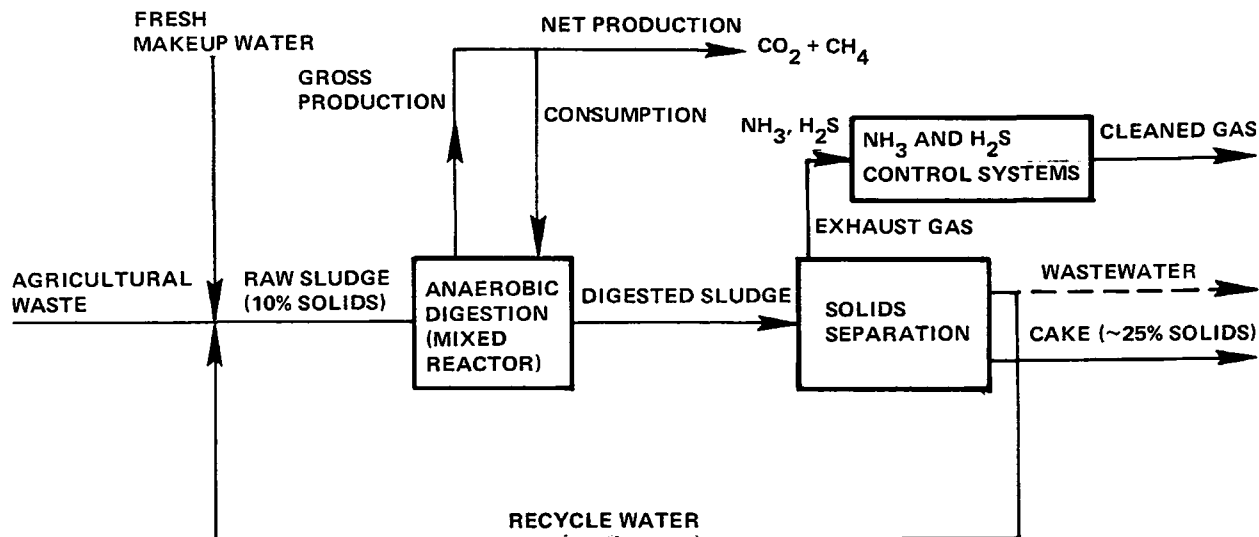 FRESH
MAKEUP WATER
NET PRODUCTION
CO2 + CH4
GROSS
PRODUCTION
CONSUMPTION
NH3, H2S
NH3 AND H2S
CONTROL SYSTEMS
CLEANED GAS
EXHAUST GAS
AGRICULTURAL
WASTE
RAW SLUDGE
(10% SOLIDS)
ANAEROBIC
DIGESTION
(MIXED
REACTOR)
DIGESTED SLUDGE
SOLIDS
SEPARATION
WASTEWATER
CAKE (~25% SOLIDS)
RECYCLE WATER